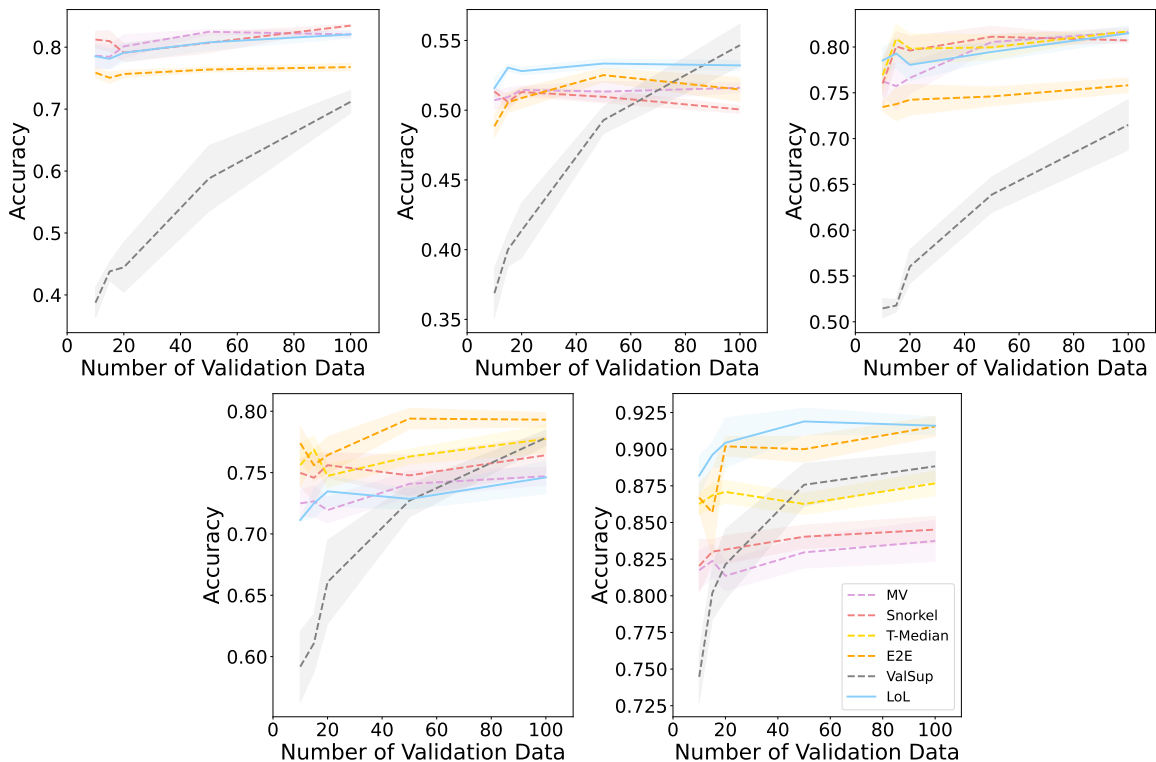 0.8
0.7
0.6
0.5
0.4
0 20 40 60 80 100
Accuracy
Number of Validation Data
0.55
0.50
0.45
0.40
0.35
0 20 40 60 80 100
Accuracy
Number of Validation Data
0.80
0.75
0.70
0.65
0.60
0.55
0.50
0 20 40 60 80 100
Accuracy
Number of Validation Data
0.80
0.75
0.70
0.65
0.60
0 20 40 60 80 100
Accuracy
Number of Validation Data
0.925
0.900
0.875
0.850
0.825
0.800
0.775
0.750
0.725
0 20 40 60 80 100
Accuracy
Number of Validation Data
MV
Snorkel
T-Median
E2E
ValSup
LoL